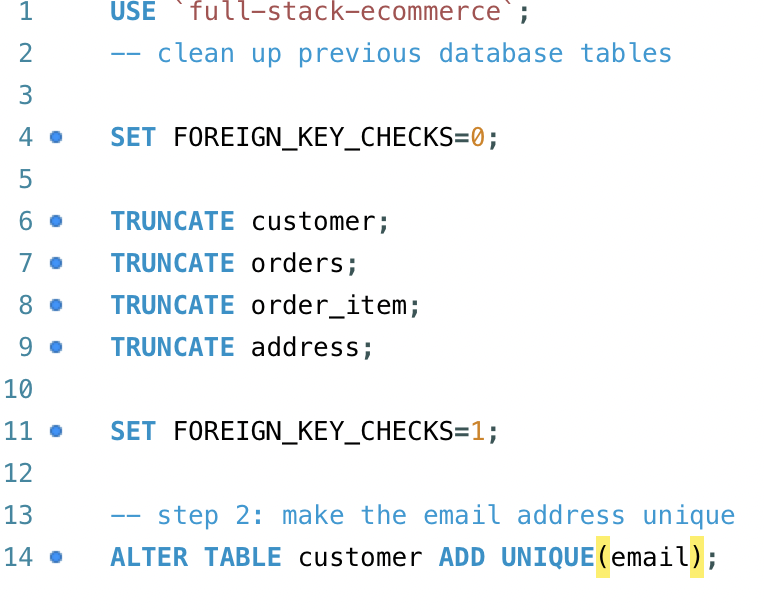 1 USE `full-stack-ecommerce`;
2 -- clean up previous database tables
3
4 SET FOREIGN_KEY_CHECKS=0;
5
6 TRUNCATE customer;
7 TRUNCATE orders;
8 TRUNCATE order_item;
9 TRUNCATE address;
10
11 SET FOREIGN_KEY_CHECKS=1;
12
13 -- step 2: make the email address unique
14 ALTER TABLE customer ADD UNIQUE(email);